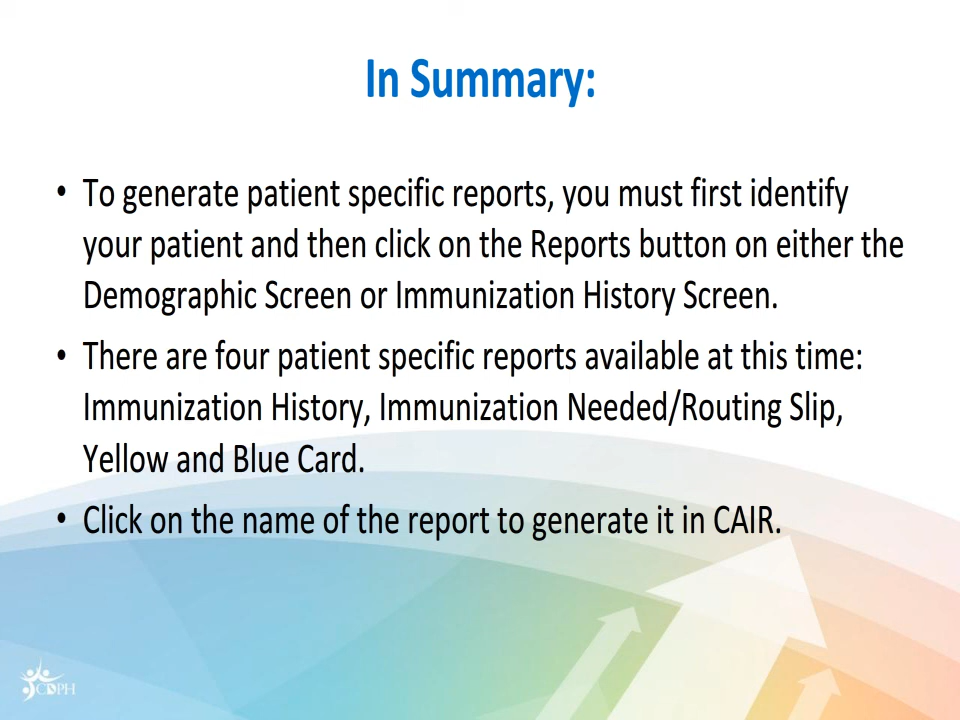 In Summary:
• To generate patient specific reports, you must first identify
your patient and then click on the Reports button on either the
Demographic Screen or Immunization History Screen.
• There are four patient specific reports available at this time:
Immunization History, Immunization Needed/Routing Slip,
Yellow and Blue Card.
• Click on the name of the report to generate it in CAIR.
CDPH